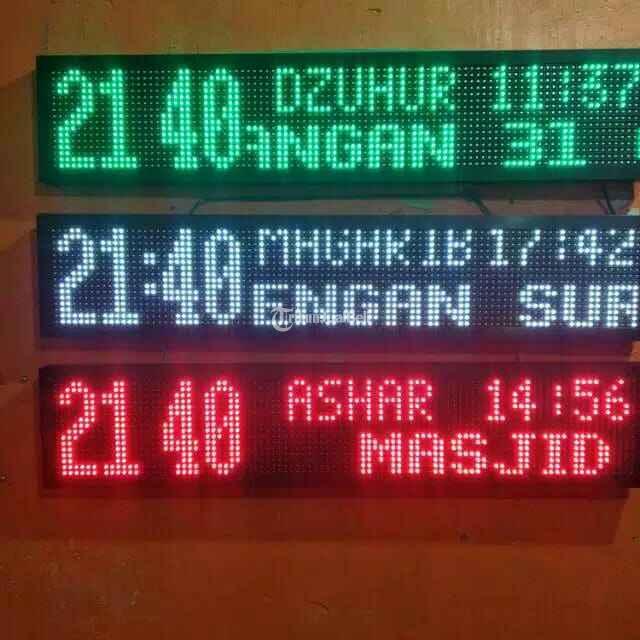 21 40 DZUHUR 11:37
ANGAN 31
21:40 MAGHRIB 17:42
ENGAN SUR
21 40 ASHAR 14:56
MASJID